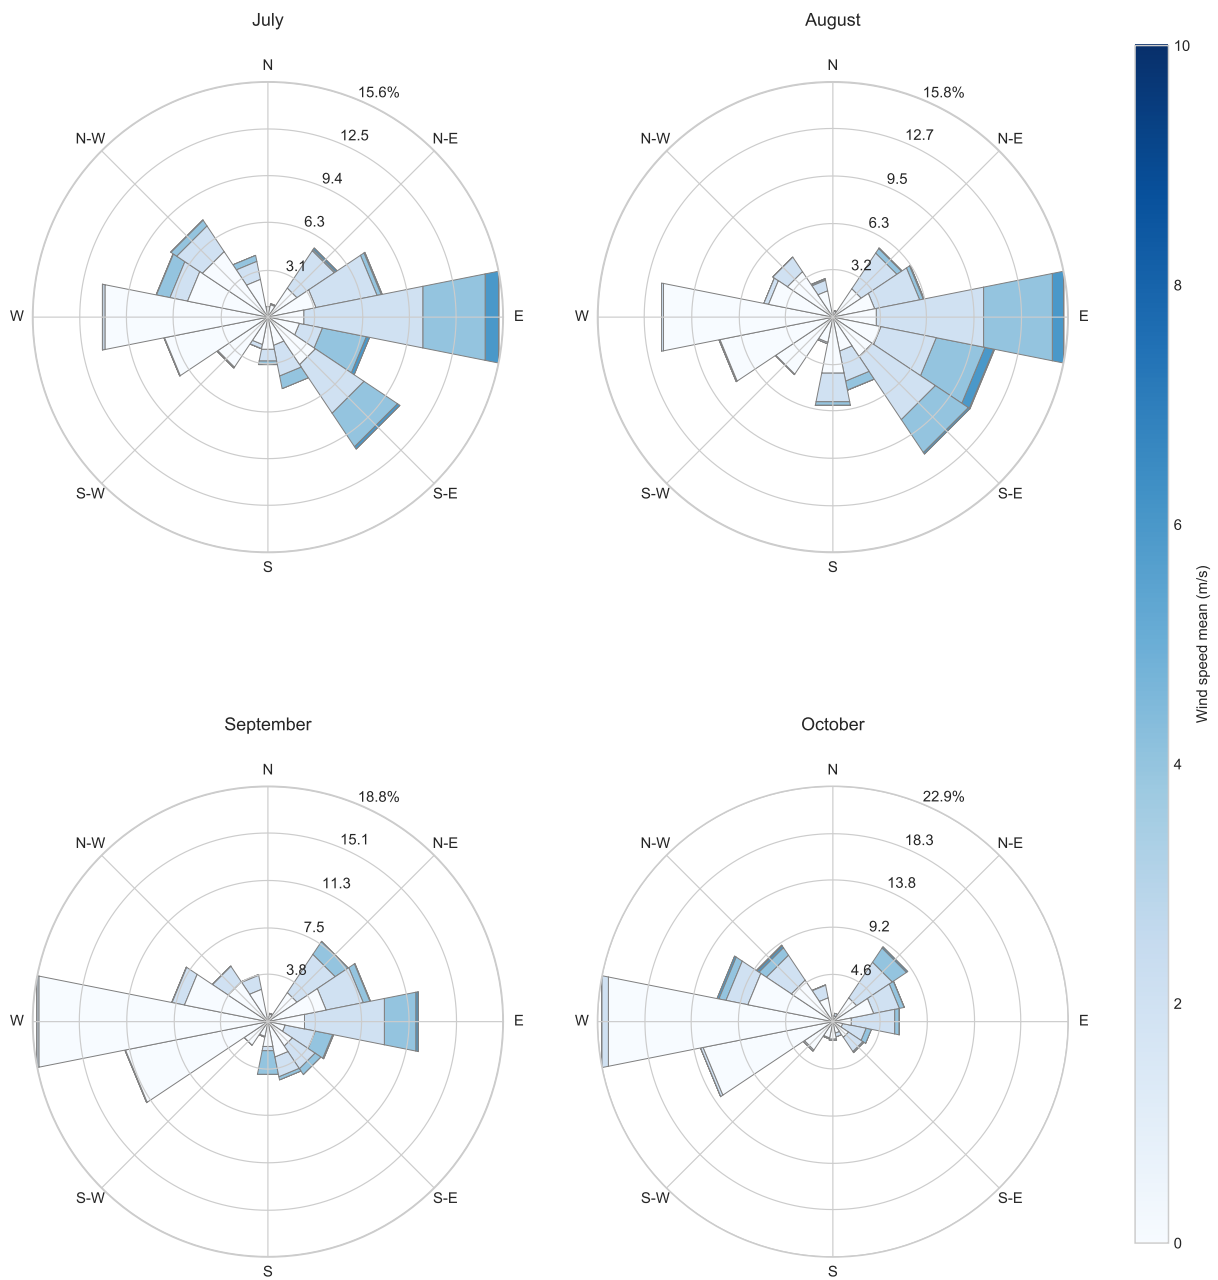 July
N
15.6%
12.5
9.4
6.3
3.1
N-W
N-E
W
E
S-W
S-E
S
August
N
15.8%
12.7
9.5
6.3
3.2
N-W
N-E
W
E
S-W
S-E
S
September
N
18.8%
15.1
11.3
7.5
3.8
N-W
N-E
W
E
S-W
S-E
S
October
N
22.9%
18.3
13.8
9.2
4.6
N-W
N-E
W
E
S-W
S-E
S
10
8
6
4
2
0
Wind speed mean (m/s)